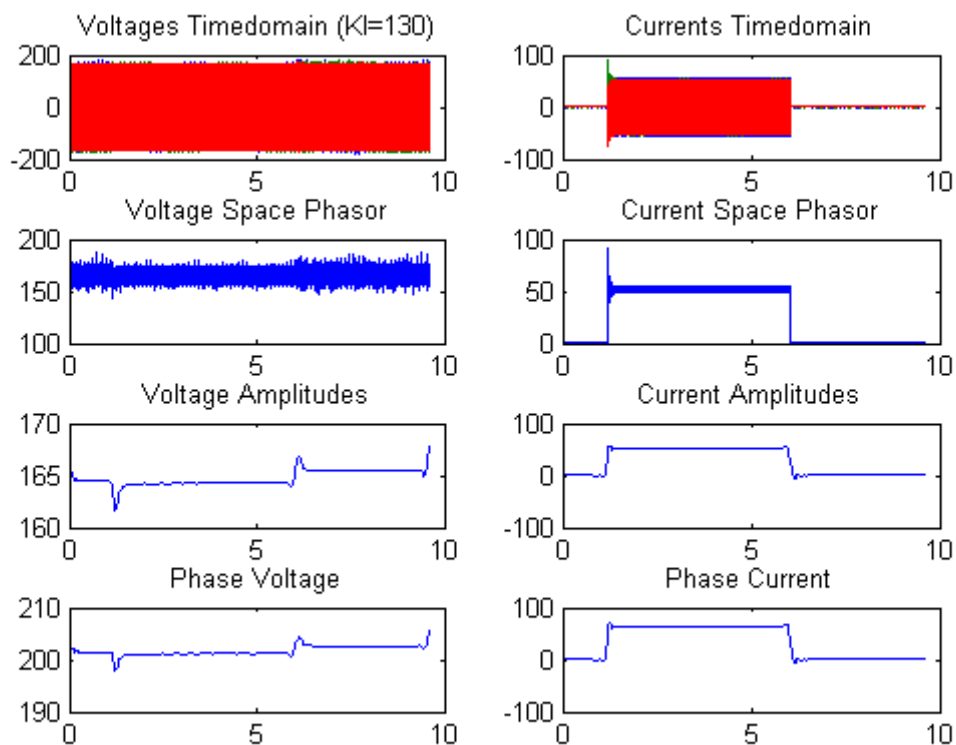 Voltages Timedomain (KI=130)
200
0
-200
0 5 10
Currents Timedomain
100
0
-100
0 5 10
Voltage Space Phasor
200
150
100
0 5 10
Current Space Phasor
100
50
0
0 5 10
Voltage Amplitudes
170
165
160
0 5 10
Current Amplitudes
100
0
-100
0 5 10
Phase Voltage
210
200
190
0 5 10
Phase Current
100
0
-100
0 5 10